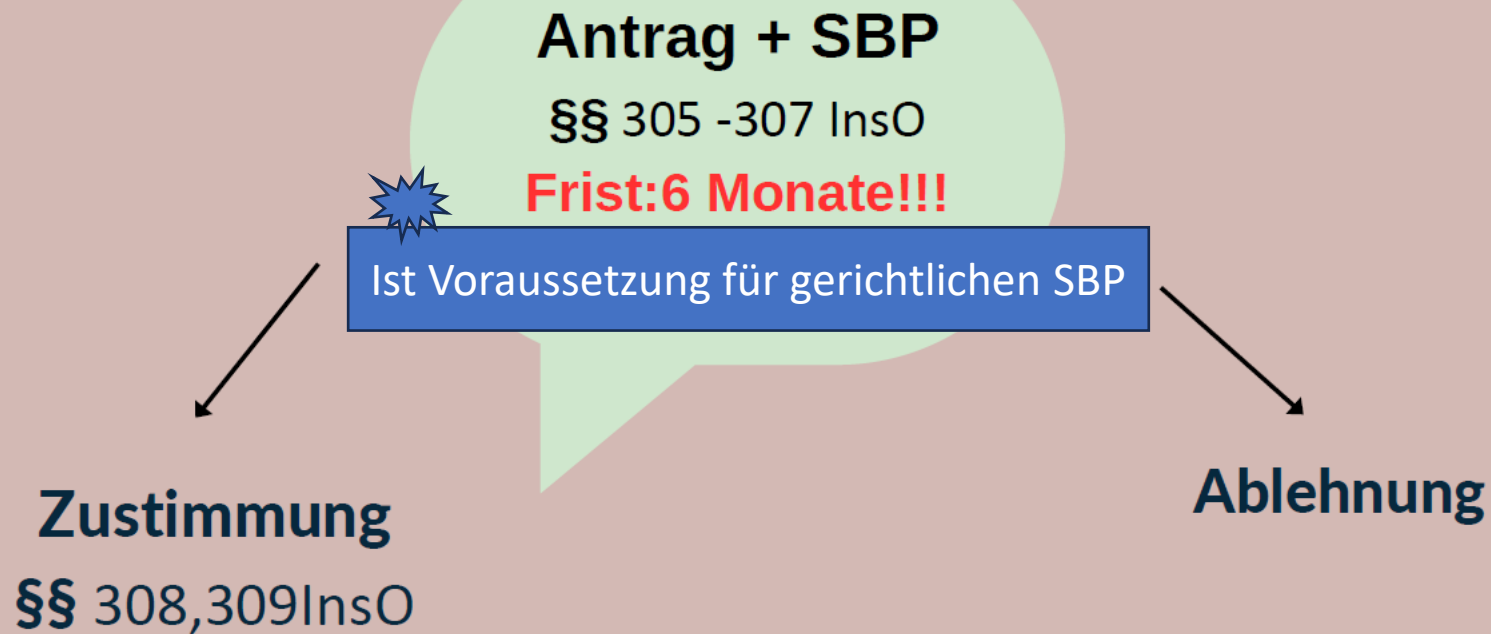 Antrag + SBP
§§ 305 -307 InsO
Frist:6 Monate!!!
Ist Voraussetzung für gerichtlichen SBP
Zustimmung
§§ 308,309InsO
Ablehnung